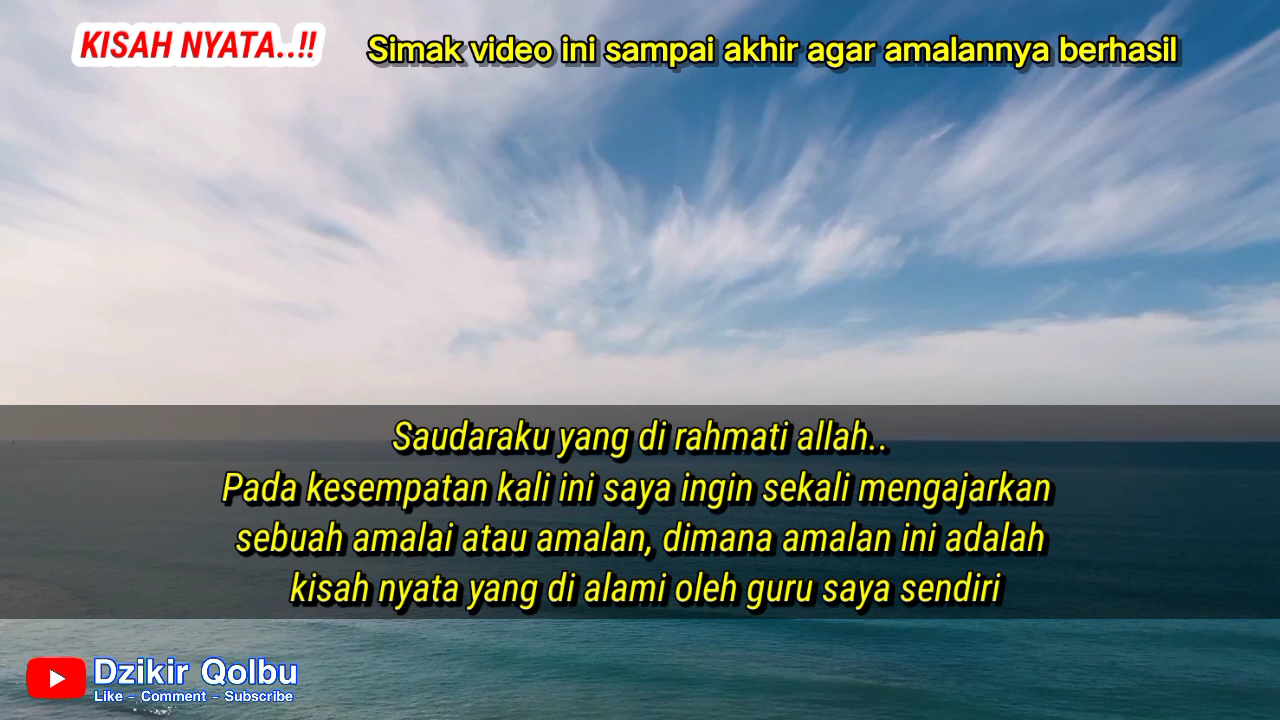 KISAH NYATA..!!
Simak video ini sampai akhir agar amalannya berhasil
Saudaraku yang di rahmati allah..
Pada kesempatan kali ini saya ingin sekali mengajarkan
sebuah amalai atau amalan, dimana amalan ini adalah
kisah nyata yang di alami oleh guru saya sendiri
Dzikir Qolbu
Like – Comment – Subscribe